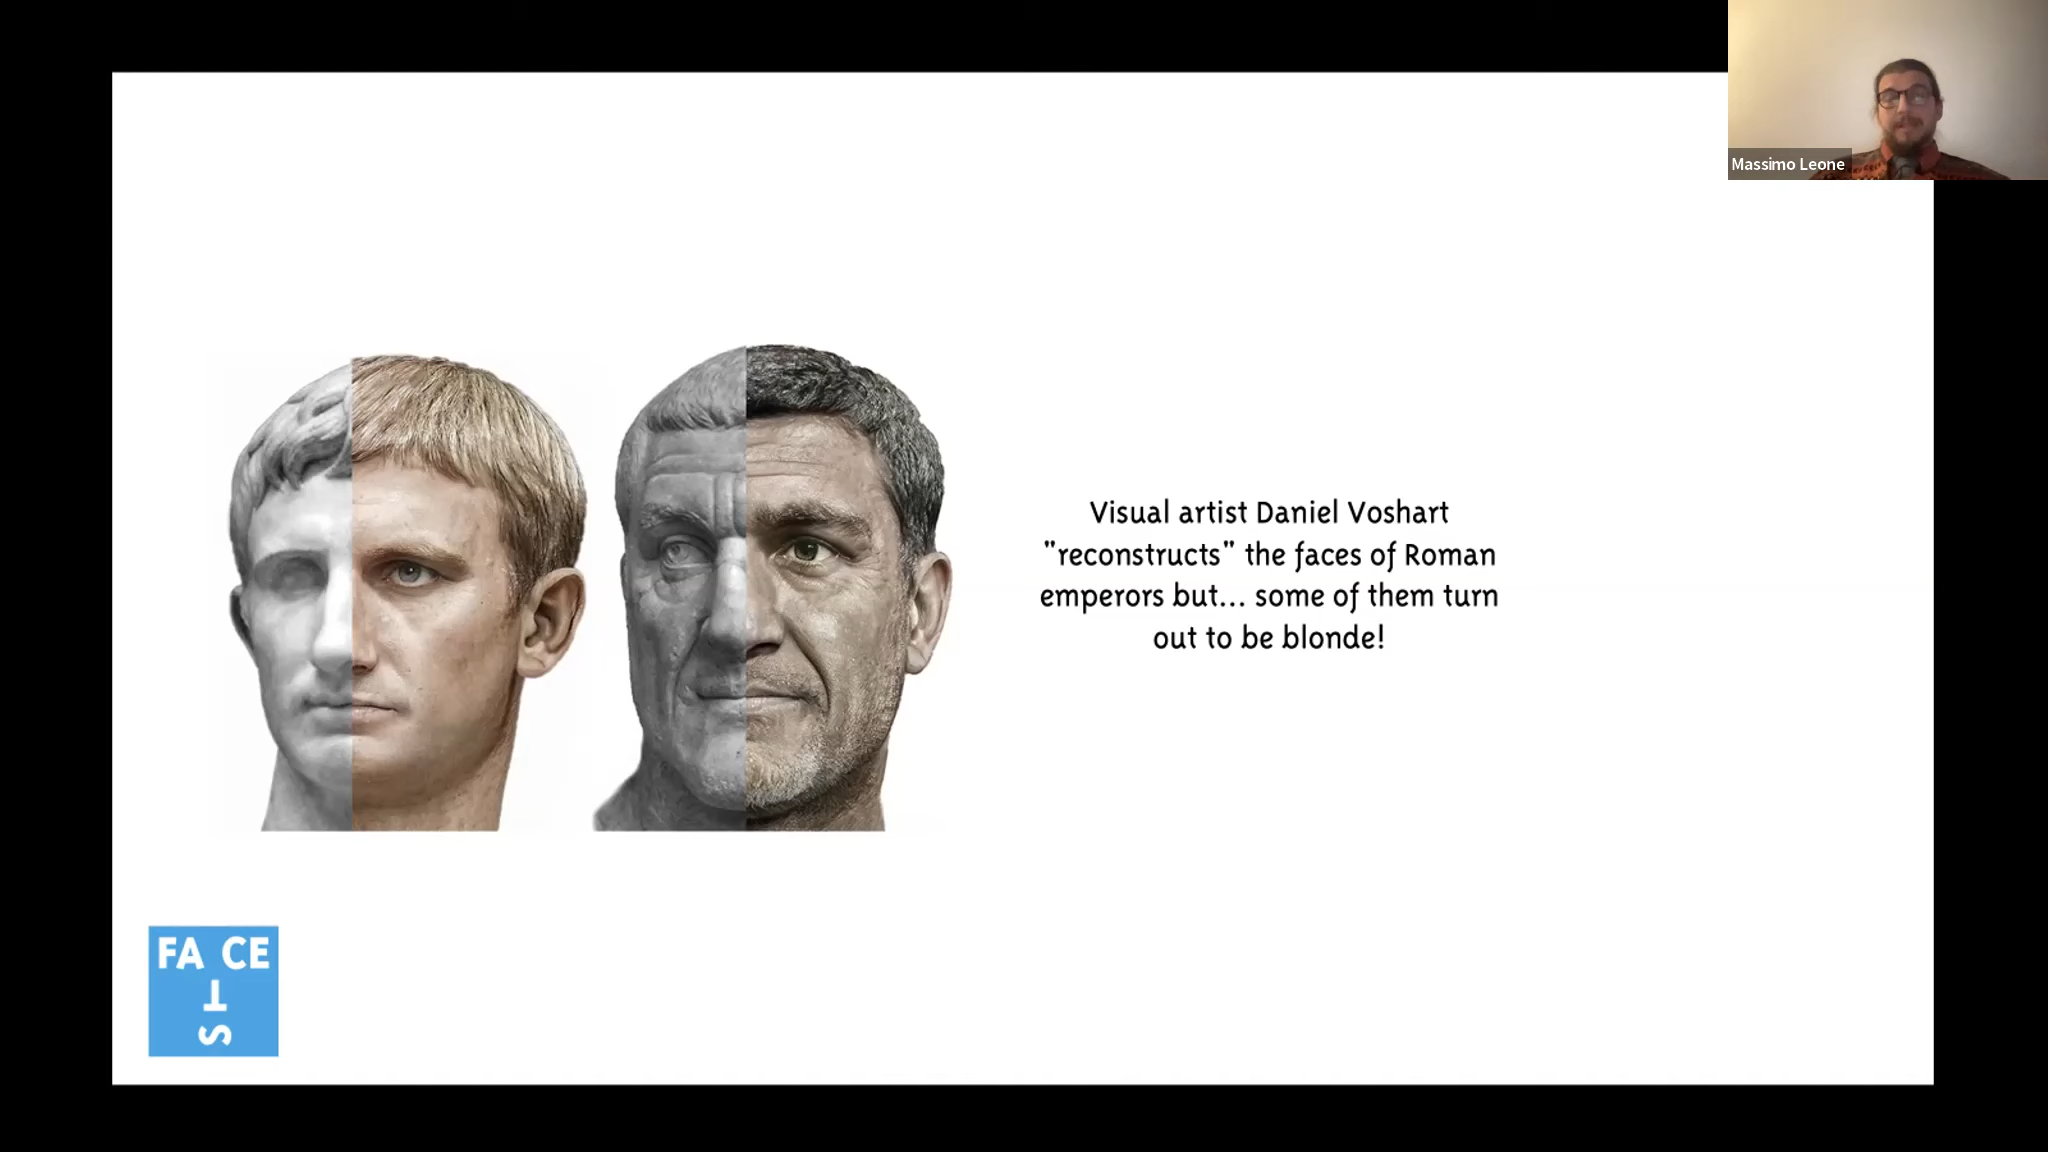 Massimo Leone
Visual artist Daniel Voshart
"reconstructs" the faces of Roman
emperors but... some of them turn
out to be blonde!
FA CE
T
S